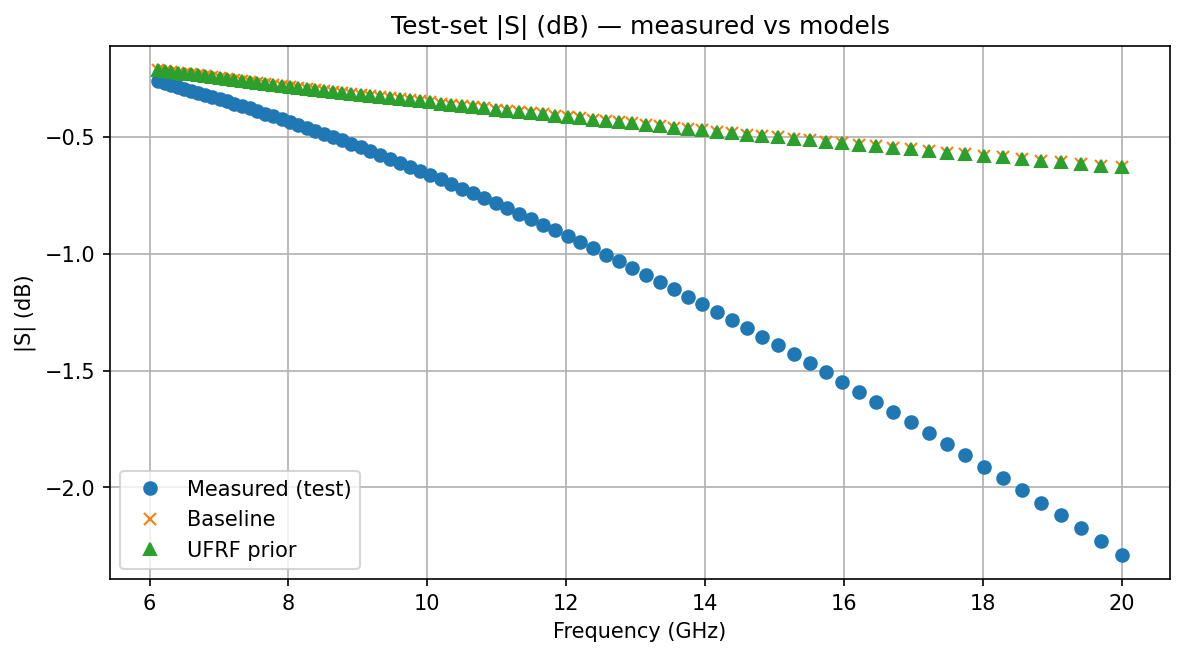 Test-set |S| (dB) — measured vs models
|S| (dB)
−0.5
−1.0
−1.5
−2.0
Measured (test)
Baseline
UFRF prior
6 8 10 12 14 16 18 20
Frequency (GHz)